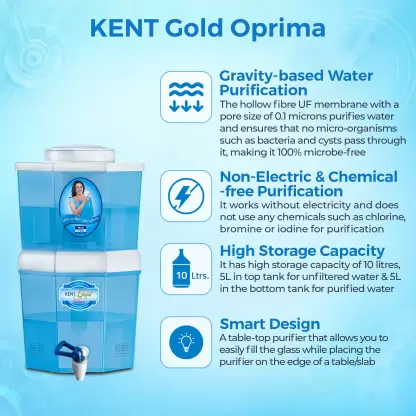 KENT Gold Oprima
Gravity-based Water
Purification
The hollow fibre UF membrane with a
pore size of 0.1 microns purifies water
and ensures that no micro-organisms
such as bacteria and cysts pass through
it, making it 100% microbe-free
Non-Electric & Chemical
-free Purification
It works without electricity and does
not use any chemicals such as chlorine,
bromine or iodine for purification
High Storage Capacity
10 Ltrs.
It has high storage capacity of 10 litres,
5L in top tank for unfiltered water & 5L
in the bottom tank for purified water
Smart Design
A table-top purifier that allows you to
easily fill the glass while placing the
purifier on the edge of a table/slab
KENT Gold